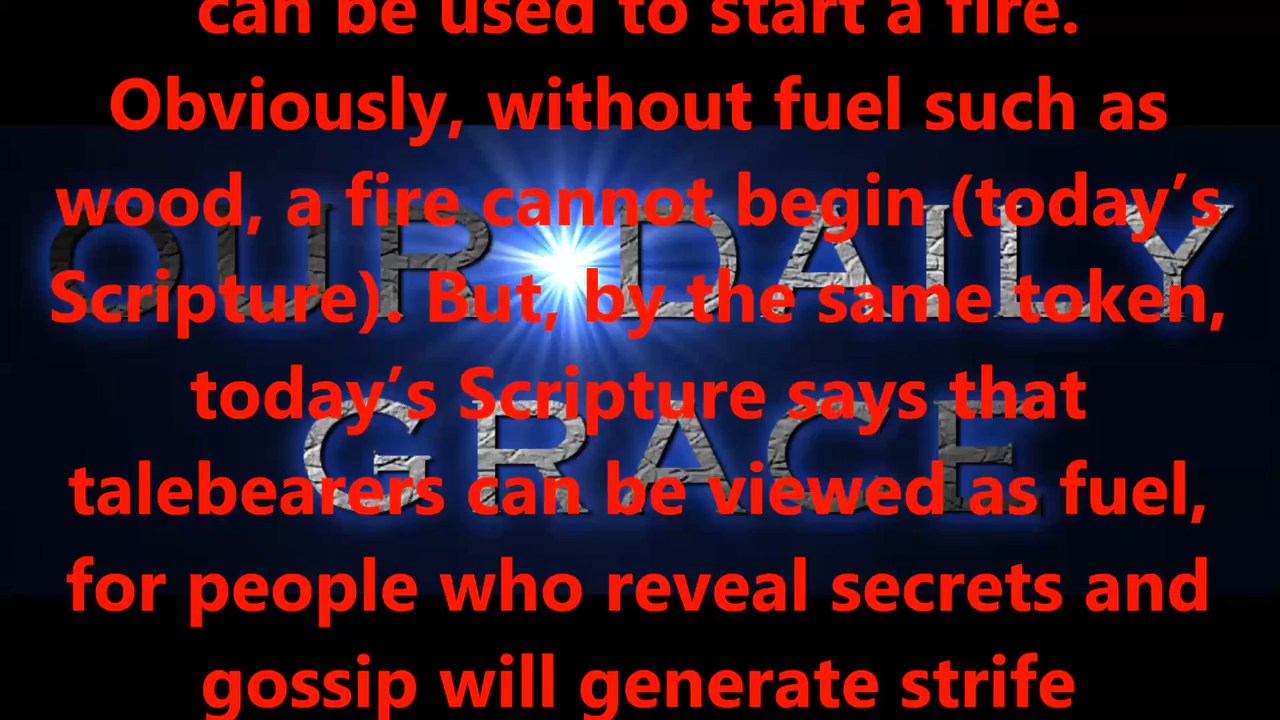 can be used to start a fire.
Obviously, without fuel such as
wood, a fire cannot begin (today’s
Scripture). But, by the same token,
today’s Scripture says that
talebearers can be viewed as fuel,
for people who reveal secrets and
gossip will generate strife
OUR DAILY
GRACE